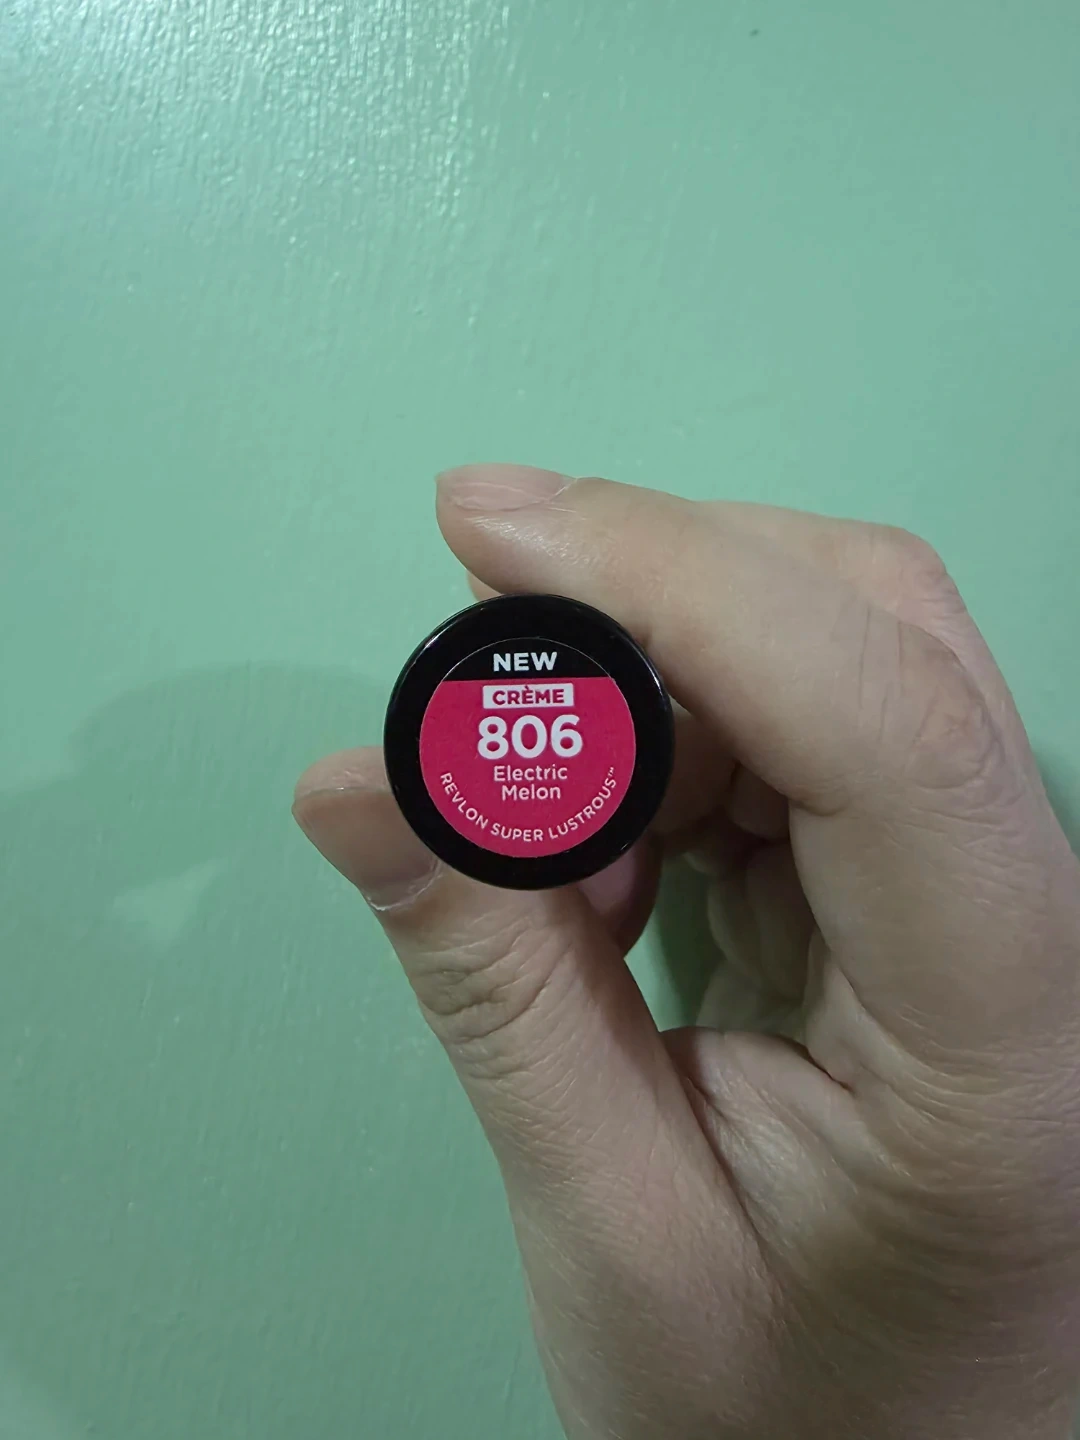 NEW
CRÈME
806
Electric
Melon
REVLON SUPER LUSTROUS™